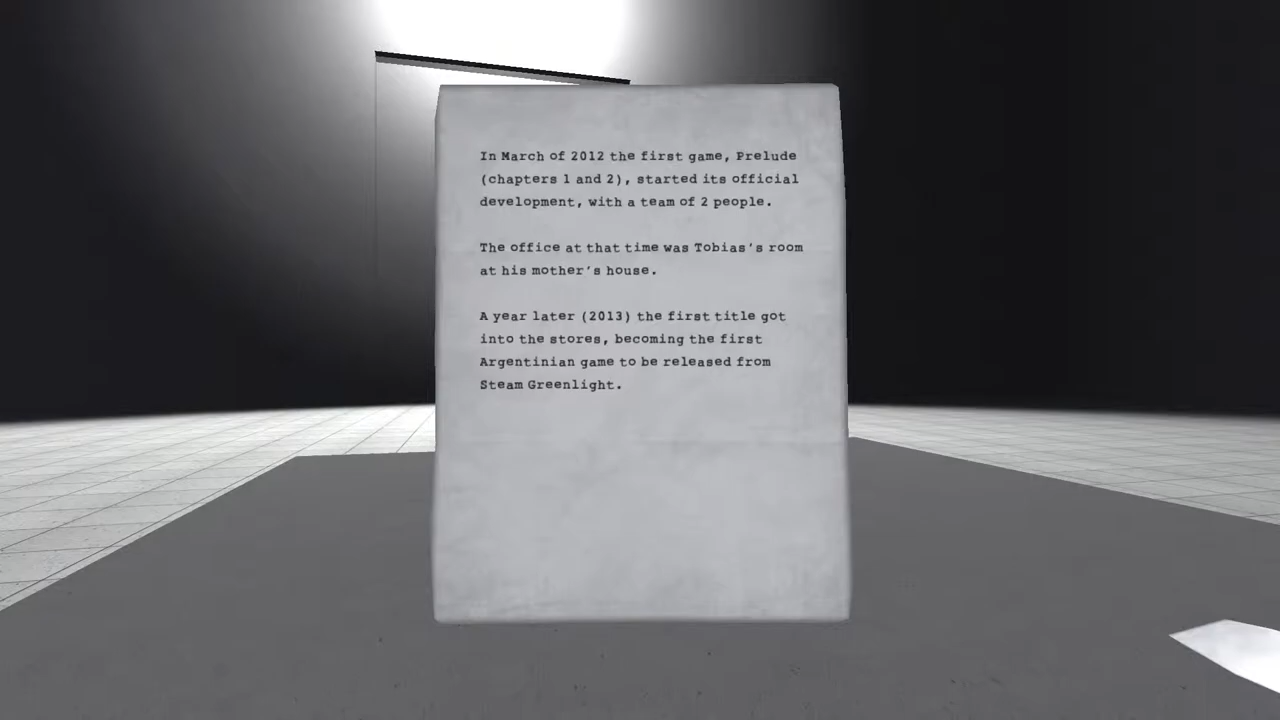 In March of 2012 the first game, Prelude
(chapters 1 and 2), started its official
development, with a team of 2 people.
The office at that time was Tobias's room
at his mother's house.
A year later (2013) the first title got
into the stores, becoming the first
Argentinian game to be released from
Steam Greenlight.